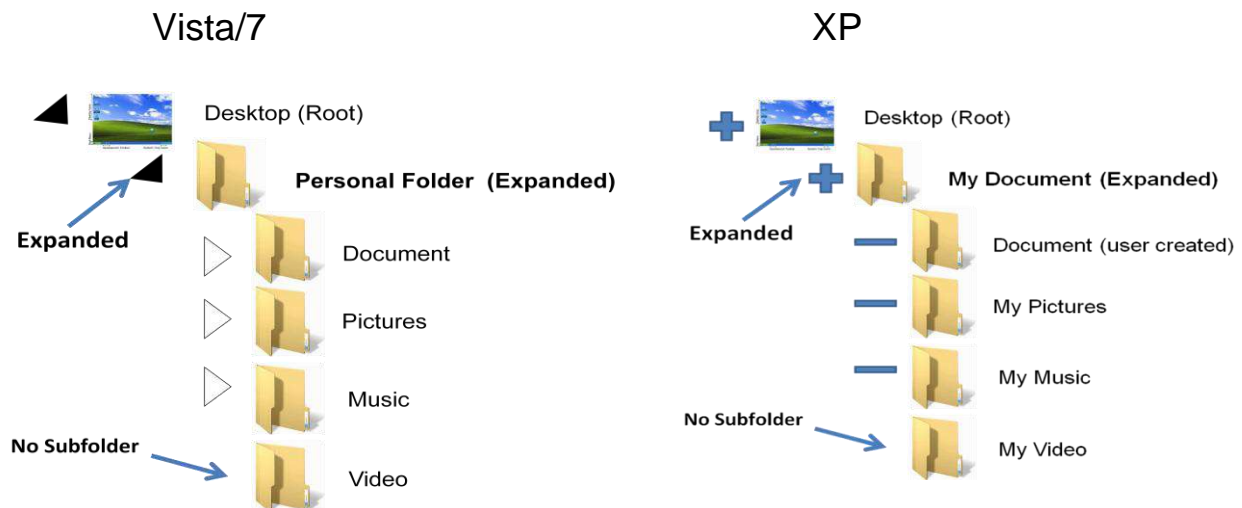 Vista/7
Desktop (Root)
Personal Folder (Expanded)
Expanded
Document
Pictures
Music
No Subfolder
Video
XP
Desktop (Root)
My Document (Expanded)
Expanded
Document (user created)
My Pictures
My Music
No Subfolder
My Video